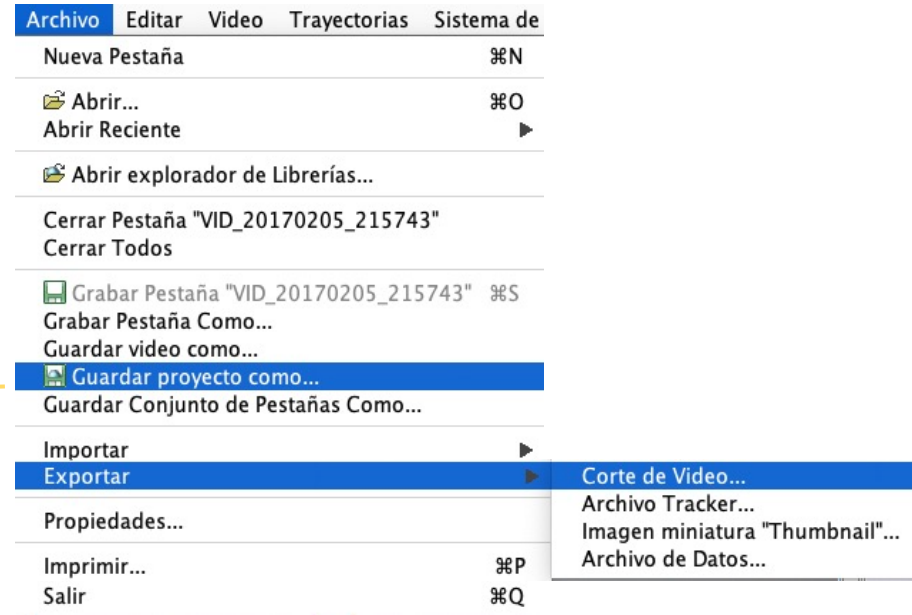 Archivo Editar Video Trayectorias Sistema de
Nueva Pestaña ⌘N
Abrir... ⌘O
Abrir Reciente
Abrir explorador de Librerías...
Cerrar Pestaña "VID_20170205_215743"
Cerrar Todos
Grabar Pestaña "VID_20170205_215743" ⌘S
Grabar Pestaña Como...
Guardar video como...
Guardar proyecto como...
Guardar Conjunto de Pestañas Como...
Importar
Exportar
Corte de Video...
Archivo Tracker...
Imagen miniatura "Thumbnail"...
Archivo de Datos...
Propiedades...
Imprimir... ⌘P
Salir ⌘Q